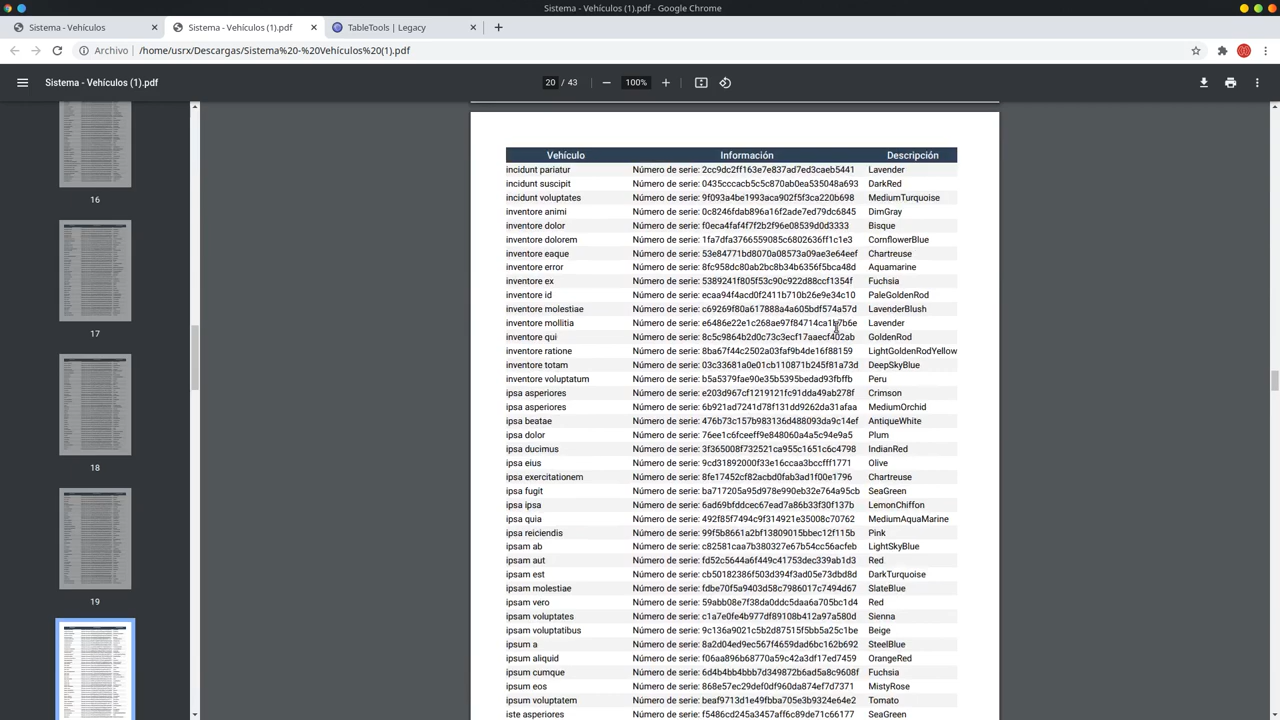 Sistema - Vehículos (1).pdf - Google Chrome
Sistema - Vehículos
Sistema - Vehículos (1).pdf
TableTools | Legacy
Archivo /home/usrx/Descargas/Sistema%20-%20Vehículos%20(1).pdf
Sistema - Vehículos (1).pdf
20 / 43
100%
16
17
18
19
Vehículo Información Descripción
incidunt pariatur Número de serie: 2cc9dc2ff163e7e837ad7ed3caeb5441 Lavender
incidunt suscipit Número de serie: 0435cccacb5c5c870ab0ea535048a693 DarkRed
incidunt voluptates Número de serie: 9f093a4be1993aca902f5f3ca220b698 MediumTurquoise
inventore animi Número de serie: 0c8246fdab896a16f2ade7ed79dc6845 DimGray
inventore dolor Número de serie: Bisque
inventore dolorem Número de serie: CornflowerBlue
inventore eaque Número de serie: 53e84771bd8070a08573a09ae3e64eef Chartreuse
inventore error Número de serie: 8fc958dc80ab2bc8b34b6356f5bca48d Aquamarine
inventore et Número de serie: 5389241f805f53c90c922d88ccf1354f Fuchsia
inventore id Número de serie: ecaa94f4acd0f2411b710b26e9e34c10 PaleGoldenRod
inventore molestiae Número de serie: c69269f80a617888a4a605bdf574a57d LavenderBlush
inventore mollitia Número de serie: Lavender
inventore qui Número de serie: 8c5c9864b2d0c73c3ecf17aaecf402ab GoldenRod
inventore ratione Número de serie: 8ba67f44c2502a03faf9b4de16f88159 LightGoldenRodYellow
inventore totam Número de serie: 03c33681a0e01cb110871b245f81a73d DeepSkyBlue
inventore voluptatum Número de serie: b5a5379fae90e35b5395bedad93fbffb Peru
ipsa asperiores Número de serie: e203d967cf1219121fc91dda49ab278f Crimson
ipsa asperiores Número de serie: 6b921ad7241d78f131dd9262da31afaa MediumOrchid
ipsa beatae Número de serie: 476b73c157b983136d488093da9c4ef AntiqueWhite
ipsa dolor Número de serie: 76ee1c6fceeff9e848060a4a5c94e9a5 Plum
ipsa ducimus Número de serie: 3f365008f732521ca955c1651c6c4798 IndianRed
ipsa eius Número de serie: 9cd31892000f33e16ccaa3bccfff1771 Olive
ipsa exercitationem Número de serie: 8fe17452cf82acbd0fab3ad1f00e1796 Chartreuse
ipsa fugit Número de serie: ba717205a95d978e990eb32e764a95cb SeaGreen
ipsa ipsa Número de serie: 6ad69bfddcec67ead7a86b33f30f137b LemonChiffon
ipsa quia Número de serie: 492f85f7494c9f314921e35008c70762 MediumAquaMarine
ipsa reiciendis Número de serie: 99f5b8661a2bf13089015bbec12f115b Pink
ipsam ab Número de serie: c82581caa7b380327e67b54cc56acfeb LightSkyBlue
ipsam aut Número de serie: fd52c5644a6f449c41753dec339ab1d3 Red
ipsam est Número de serie: cb50182386f503d394f3ad05e73dbd8d DarkTurquoise
ipsam molestiae Número de serie: fdbe70f5a9403d58c7986017c7494d67 SlateBlue
ipsam vero Número de serie: 59abb08e7f38da0ddc5daa6a705bc1d4 Red
ipsam voluptates Número de serie: Sienna
ipsam voluptatibus Número de serie: Beige
ipsum a Número de serie: SteelBlue
ipsum aliquam Número de serie: OrangeRed
ipsum cumque Número de serie: Fuchsia
ipsum et Número de serie: MistyRose
ipsum voluptatem Número de serie: Tomato
iste asperiores Número de serie: f5486cd245a3457aff6c89de71c66177 SeaGreen